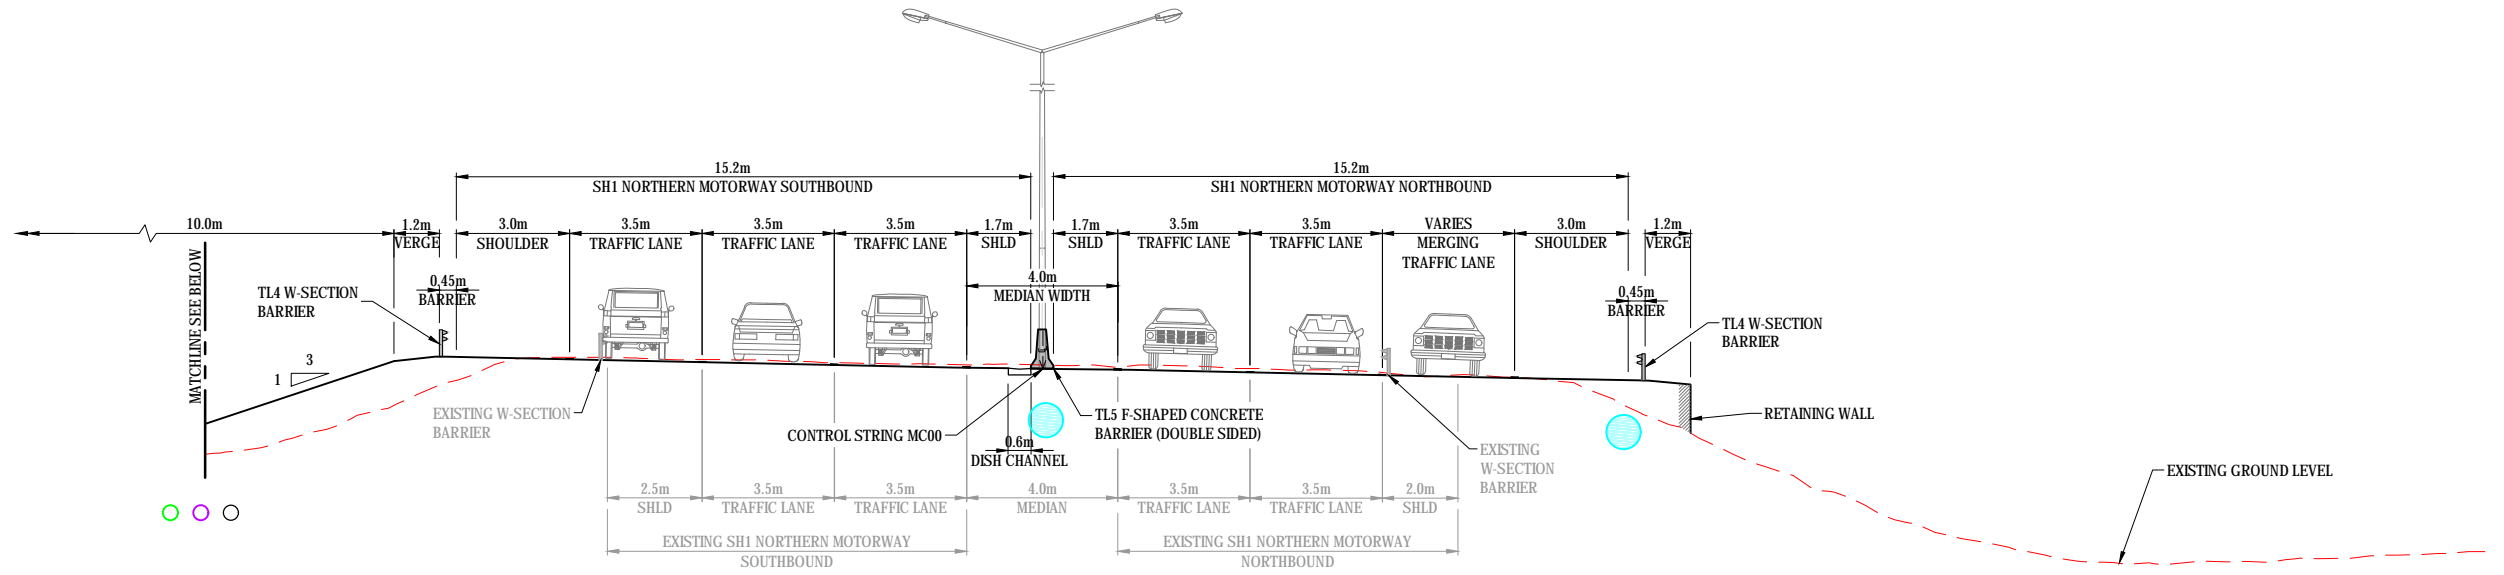 15.2m
SH1 NORTHERN MOTORWAY SOUTHBOUND
15.2m
SH1 NORTHERN MOTORWAY NORTHBOUND
10.0m
1.2m
VERGE
3.0m
SHOULDER
3.5m
TRAFFIC LANE
3.5m
TRAFFIC LANE
3.5m
TRAFFIC LANE
1.7m
SHLD
1.7m
SHLD
3.5m
TRAFFIC LANE
3.5m
TRAFFIC LANE
VARIES
MERGING
TRAFFIC LANE
3.0m
SHOULDER
1.2m
VERGE
MATCHLINE SEE BELOW
TL4 W-SECTION
BARRIER
0.45m
BARRIER
4.0m
MEDIAN WIDTH
0.45m
BARRIER
TL4 W-SECTION
BARRIER
3
1
EXISTING W-SECTION
BARRIER
CONTROL STRING MC00
TL5 F-SHAPED CONCRETE
BARRIER (DOUBLE SIDED)
0.6m
DISH CHANNEL
EXISTING
W-SECTION
BARRIER
RETAINING WALL
EXISTING GROUND LEVEL
2.5m
SHLD
3.5m
TRAFFIC LANE
3.5m
TRAFFIC LANE
4.0m
MEDIAN
3.5m
TRAFFIC LANE
3.5m
TRAFFIC LANE
2.0m
SHLD
EXISTING SH1 NORTHERN MOTORWAY
SOUTHBOUND
EXISTING SH1 NORTHERN MOTORWAY
NORTHBOUND